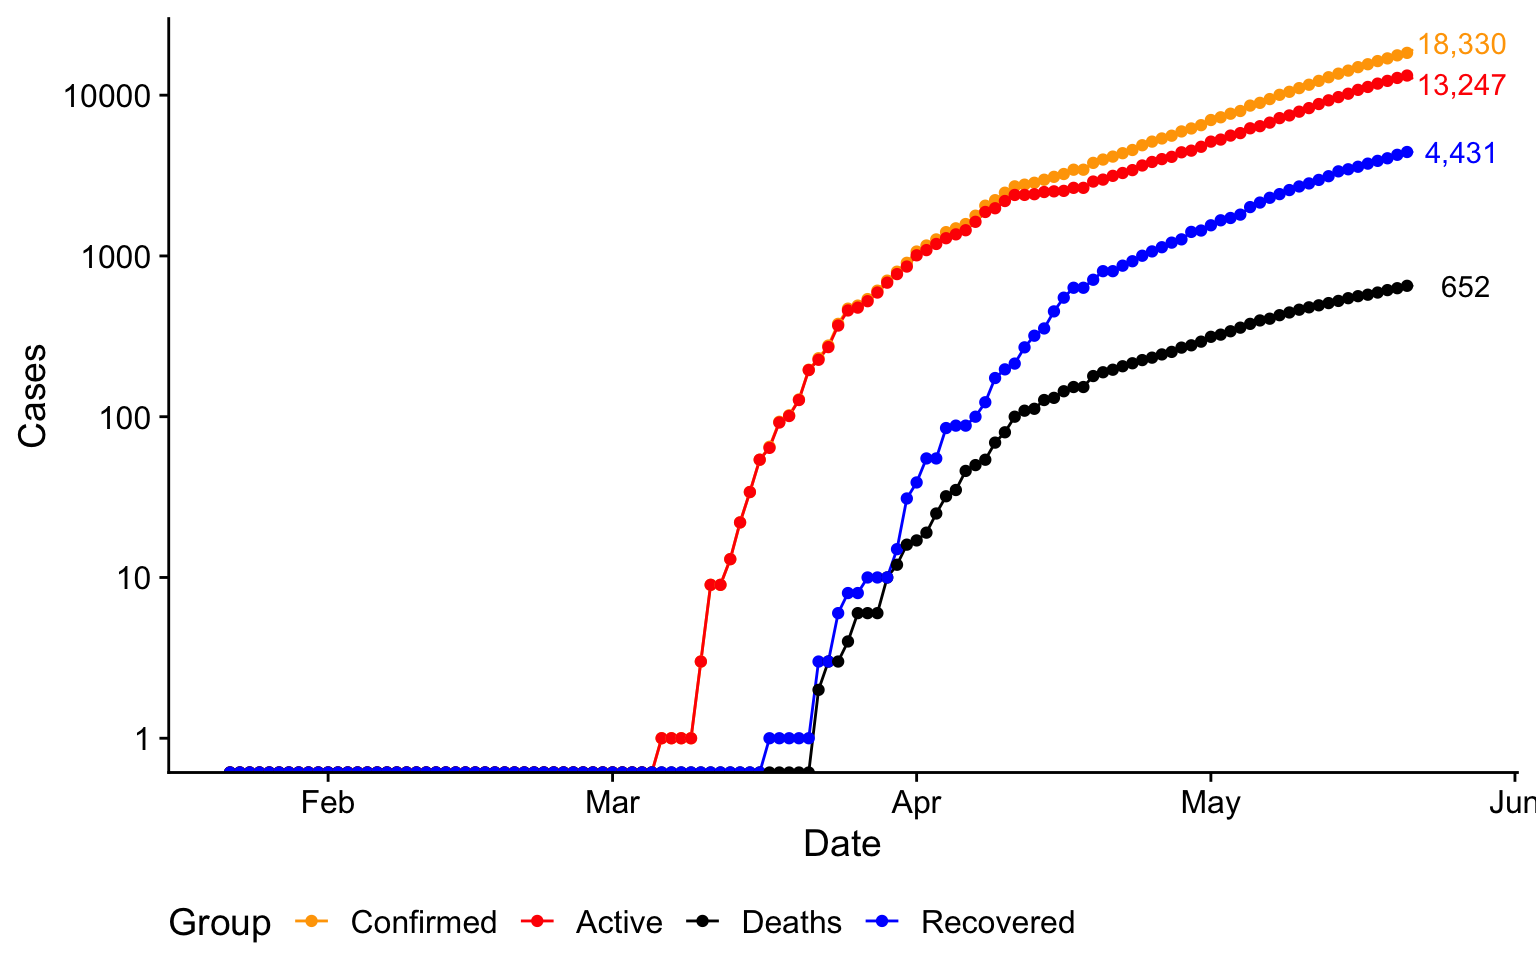 18,330
13,247
4,431
652
10000
1000
100
10
1
Cases
Feb Mar Apr May Jun
Date
Group Confirmed Active Deaths Recovered